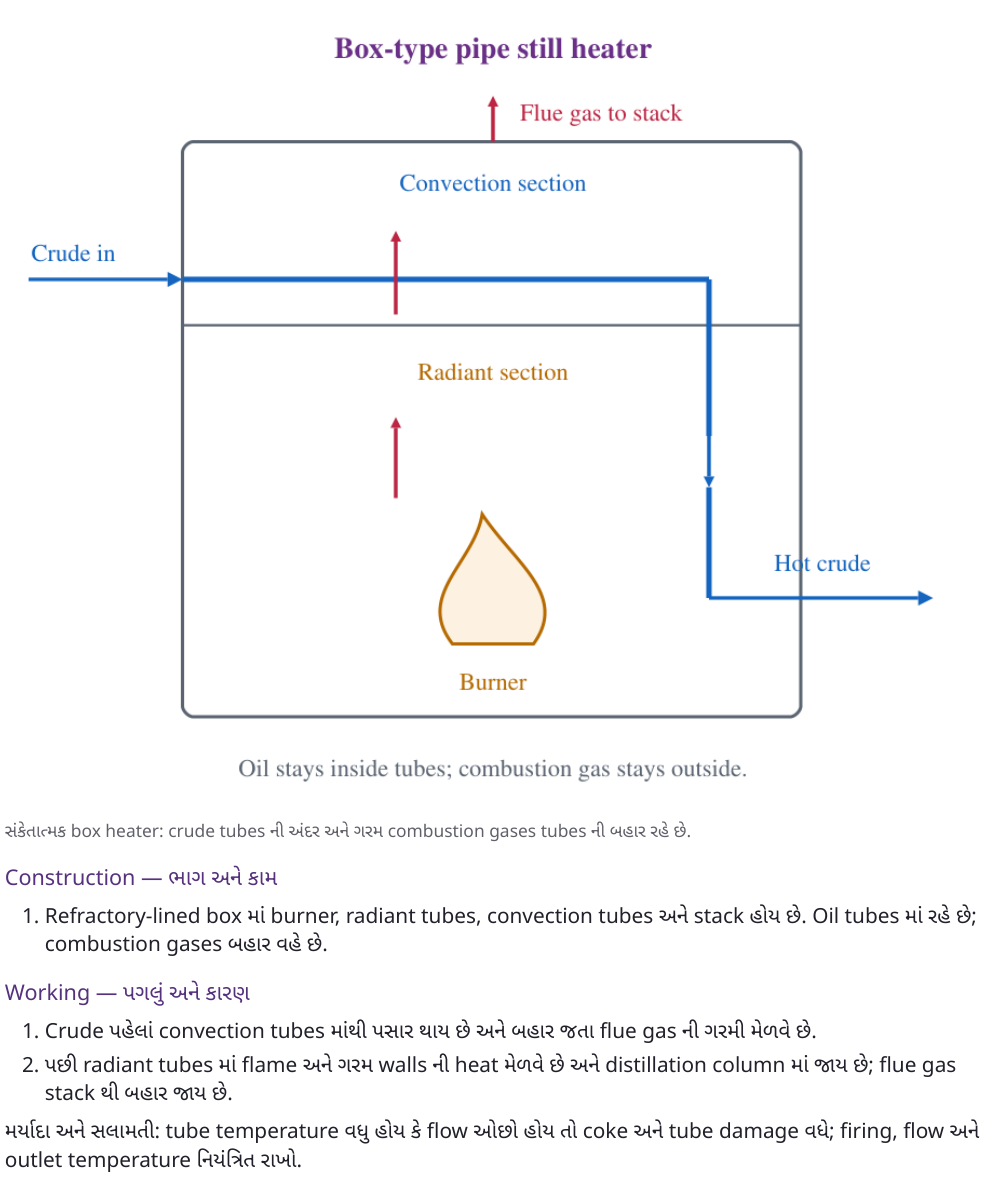 Box-type pipe still heater
Flue gas to stack
Convection section
Crude in
Radiant section
Hot crude
Burner
Oil stays inside tubes; combustion gas stays outside.
સંકેતાત્મક box heater: crude tubes ની અંદર અને ગરમ combustion gases tubes ની બહાર રહે છે.
Construction — ભાગ અને કામ
1. Refractory-lined box માં burner, radiant tubes, convection tubes અને stack હોય છે. Oil tubes માં રહે છે;
combustion gases બહાર વહે છે.
Working — પગલું અને કારણ
1. Crude પહેલાં convection tubes માંથી પસાર થાય છે અને બહાર જતા flue gas ની ગરમી મેળવે છે.
2. પછી radiant tubes માં flame અને ગરમ walls ની heat મેળવે છે અને distillation column માં જાય છે; flue gas
stack થી બહાર જાય છે.
મર્યાદા અને સલામતી: tube temperature વધુ હોય કે flow ઓછો હોય તો coke અને tube damage વધે; firing, flow અને
outlet temperature નિયંત્રિત રાખો.